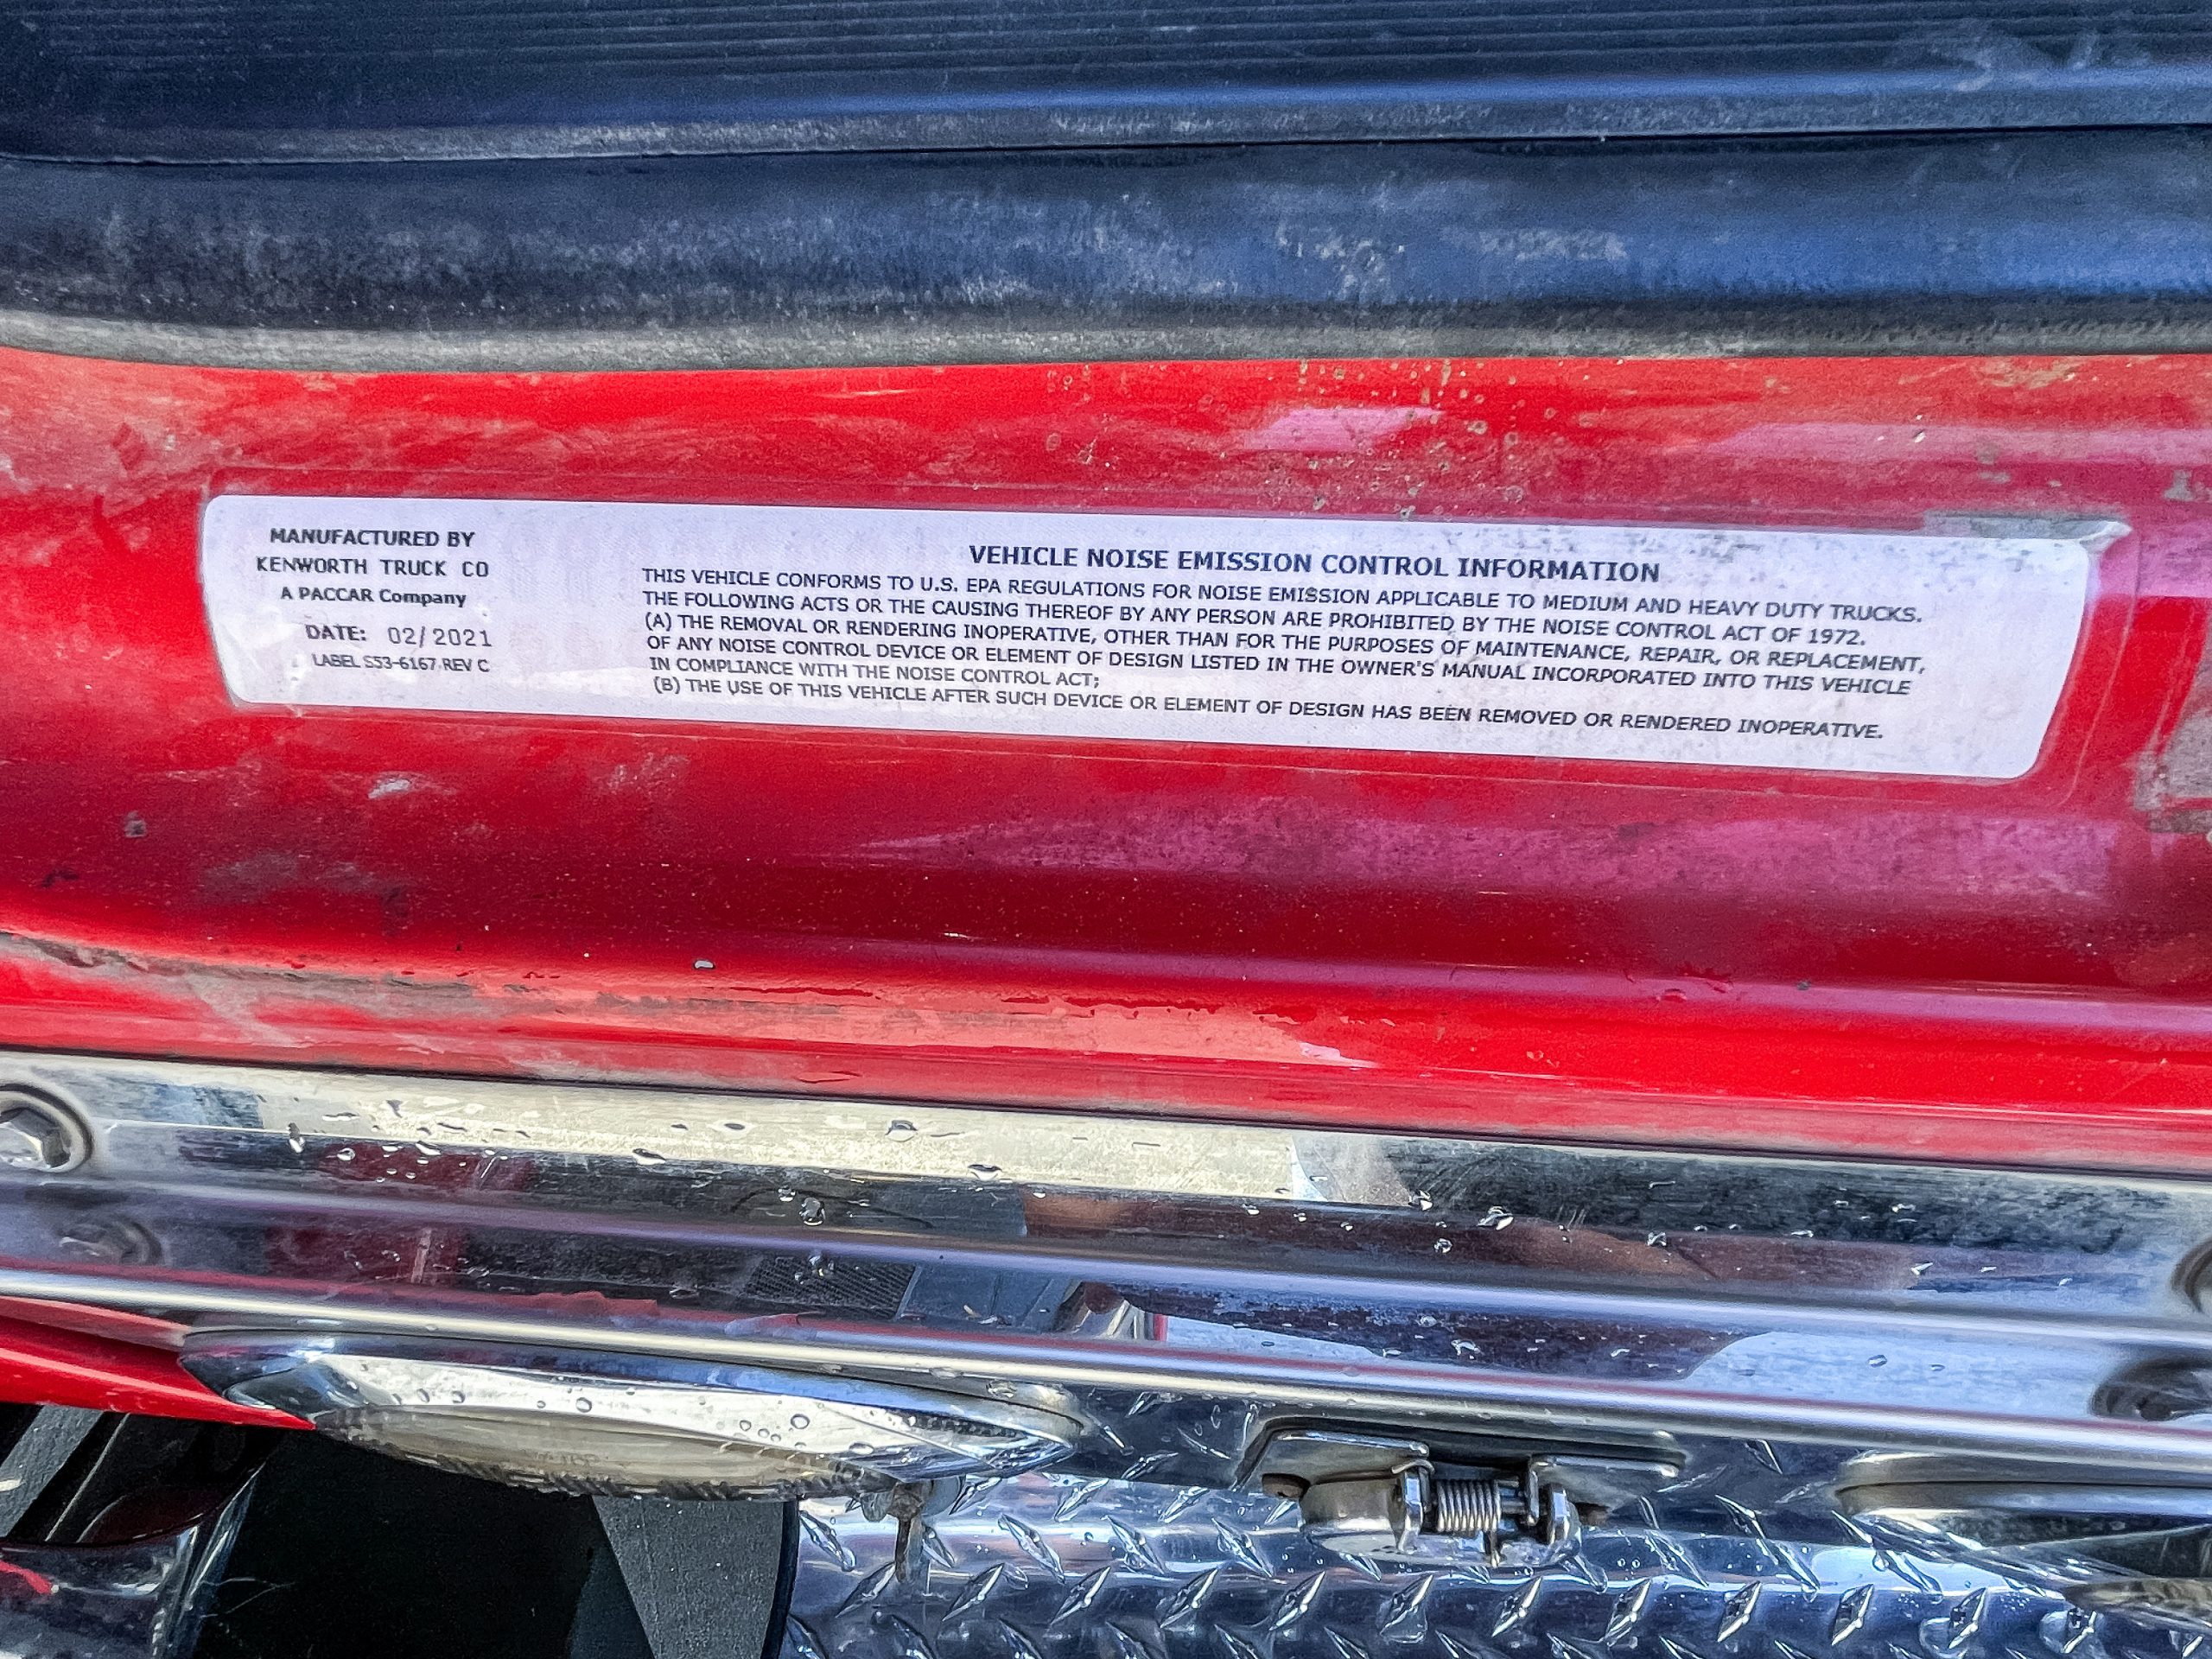 MANUFACTURED BY
KENWORTH TRUCK CO
A PACCAR Company
DATE: 02/2021
LABEL S53-6167 REV C
VEHICLE NOISE EMISSION CONTROL INFORMATION
THIS VEHICLE CONFORMS TO U.S. EPA REGULATIONS FOR NOISE EMISSION APPLICABLE TO MEDIUM AND HEAVY DUTY TRUCKS.
THE FOLLOWING ACTS OR THE CAUSING THEREOF BY ANY PERSON ARE PROHIBITED BY THE NOISE CONTROL ACT OF 1972.
(A) THE REMOVAL OR RENDERING INOPERATIVE, OTHER THAN FOR THE PURPOSES OF MAINTENANCE, REPAIR, OR REPLACEMENT,
OF ANY NOISE CONTROL DEVICE OR ELEMENT OF DESIGN LISTED IN THE OWNER'S MANUAL INCORPORATED INTO THIS VEHICLE
IN COMPLIANCE WITH THE NOISE CONTROL ACT;
(B) THE USE OF THIS VEHICLE AFTER SUCH DEVICE OR ELEMENT OF DESIGN HAS BEEN REMOVED OR RENDERED INOPERATIVE.